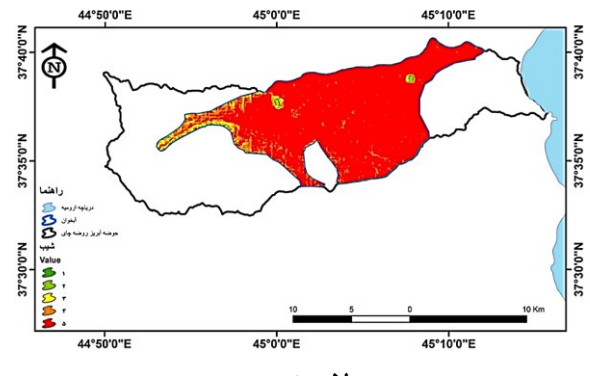 44°50'0"E 45°0'0"E 45°10'0"E
37°40'0"N 37°40'0"N
N
37°35'0"N 37°35'0"N
راهنما
دریاچه ارومیه
آبخوان
حوضه آبریز روضه چای
شیب
Value
۱
۲
۳
۴
۵
37°30'0"N 37°30'0"N
10 5 0 10 Km
44°50'0"E 45°0'0"E 45°10'0"E